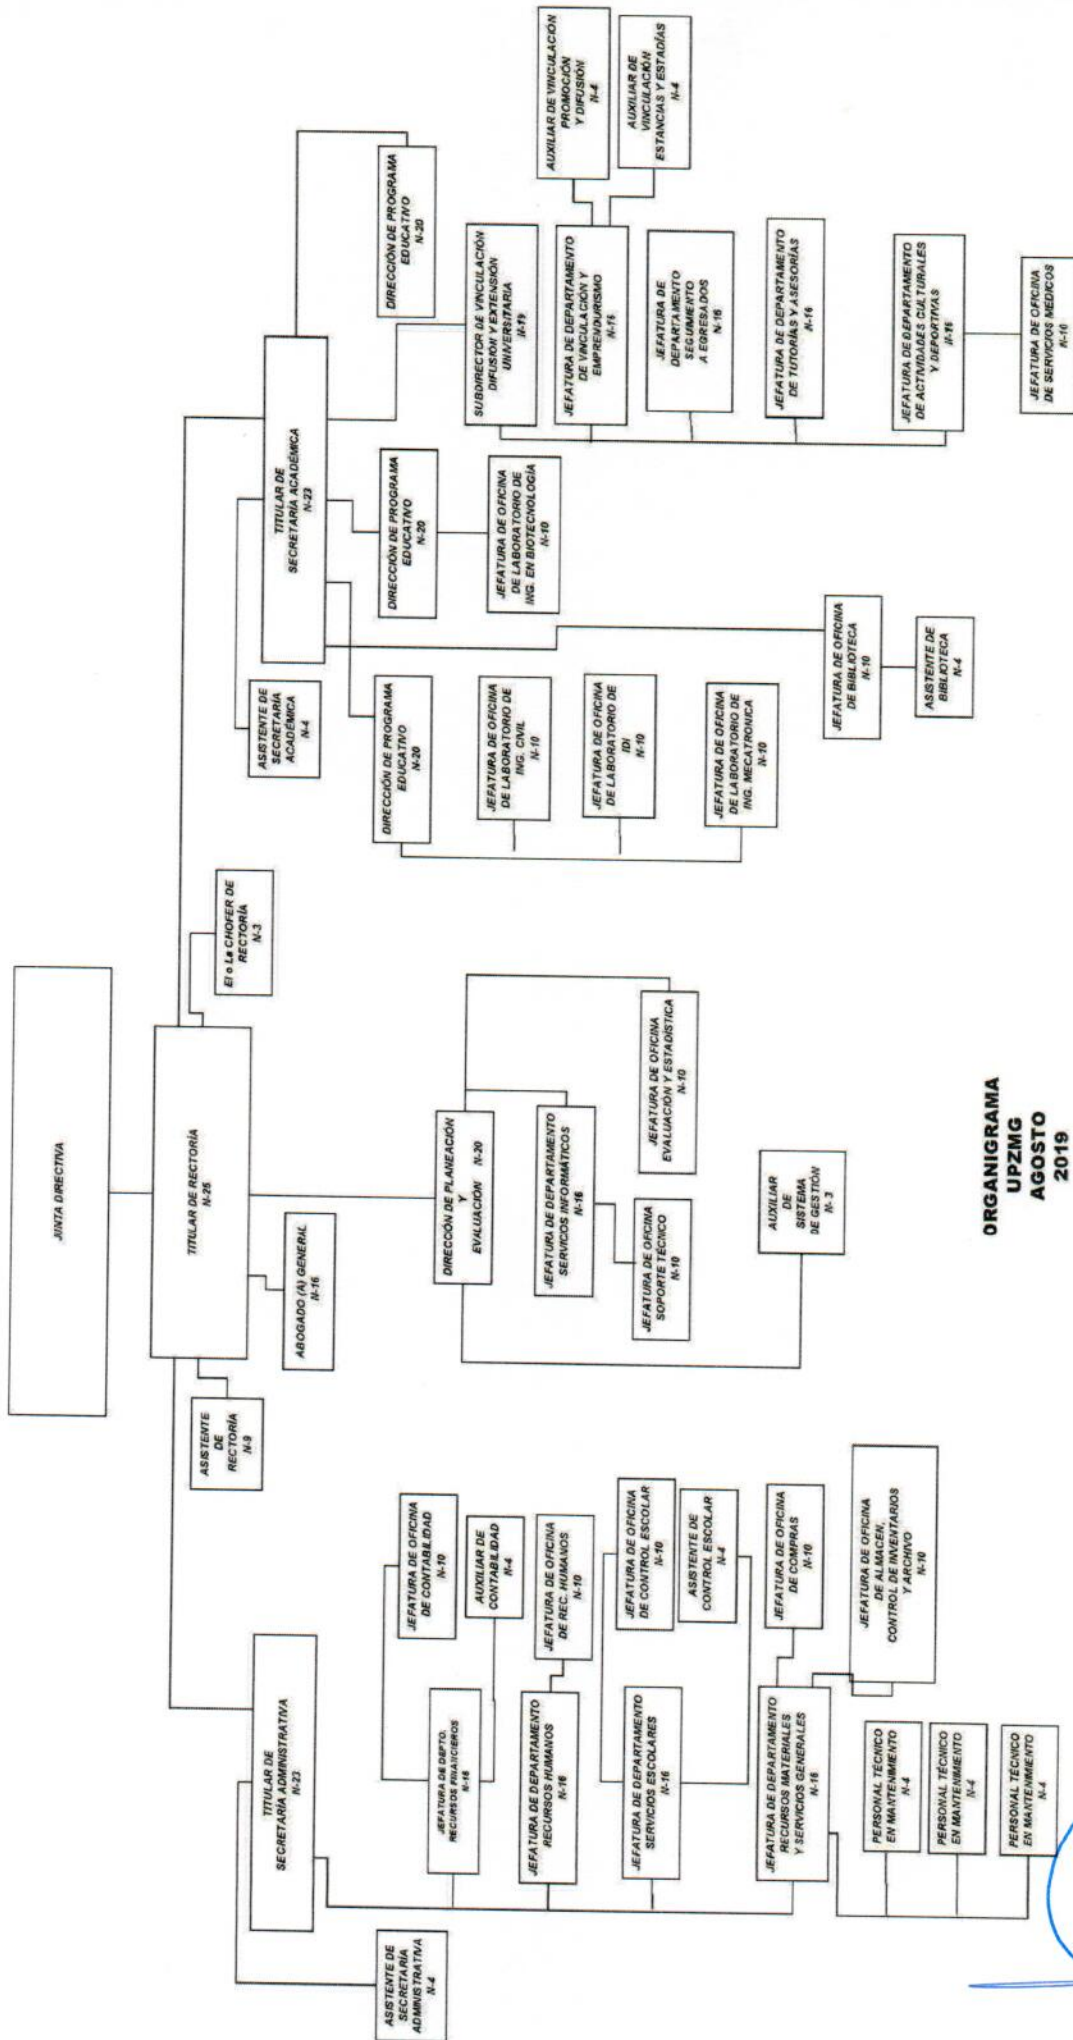 JUNTA DIRECTIVA
TITULAR DE RECTORÍA
N-25
ASISTENTE
DE
RECTORÍA
N-9
El o La CHOFER DE
RECTORÍA
N-3
ABOGADO (A) GENERAL
N-16
TITULAR DE
SECRETARÍA ADMINISTRATIVA
N-23
ASISTENTE DE
SECRETARÍA
ADMINISTRATIVA
N-4
JEFATURA DE DEPTO.
RECURSOS FINANCIEROS
N-16
JEFATURA DE OFICINA
DE CONTABILIDAD
N-10
AUXILIAR DE
CONTABILIDAD
N-4
JEFATURA DE DEPARTAMENTO
RECURSOS HUMANOS
N-16
JEFATURA DE OFICINA
DE REC. HUMANOS
N-10
JEFATURA DE DEPARTAMENTO
SERVICIOS ESCOLARES
N-16
JEFATURA DE OFICINA
DE CONTROL ESCOLAR
N-10
ASISTENTE DE
CONTROL ESCOLAR
N-4
JEFATURA DE DEPARTAMENTO
RECURSOS MATERIALES
Y SERVICIOS GENERALES
N-16
JEFATURA DE OFICINA
DE COMPRAS
N-10
JEFATURA DE OFICINA
DE ALMACEN,
CONTROL DE INVENTARIOS
Y ARCHIVO
N-10
PERSONAL TÉCNICO
EN MANTENIMIENTO
N-4
PERSONAL TÉCNICO
EN MANTENIMIENTO
N-4
PERSONAL TÉCNICO
EN MANTENIMIENTO
N-4
DIRECCIÓN DE PLANEACIÓN
Y
EVALUACIÓN N-20
JEFATURA DE DEPARTAMENTO
SERVICIOS INFORMÁTICOS
N-16
JEFATURA DE OFICINA
SOPORTE TÉCNICO
N-10
JEFATURA DE OFICINA
EVALUACIÓN Y ESTADÍSTICA
N-10
AUXILIAR
DE
SISTEMA
DE GESTIÓN N-3
TITULAR DE
SECRETARÍA ACADÉMICA
N-23
ASISTENTE DE
SECRETARÍA
ACADÉMICA
N-4
DIRECCIÓN DE PROGRAMA
EDUCATIVO
N-20
JEFATURA DE OFICINA
DE LABORATORIO DE
ING. CIVIL
N-10
JEFATURA DE OFICINA
DE LABORATORIO DE
IDI
N-10
JEFATURA DE OFICINA
DE LABORATORIO DE
ING. MECATRONICA
N-10
DIRECCIÓN DE PROGRAMA
EDUCATIVO
N-20
JEFATURA DE OFICINA
DE LABORATORIO DE
ING. EN BIOTECNOLOGÍA
N-10
JEFATURA DE OFICINA
DE BIBLIOTECA
N-10
ASISTENTE DE
BIBLIOTECA
N-4
DIRECCIÓN DE PROGRAMA
EDUCATIVO
N-20
SUBDIRECTOR DE VINCULACIÓN
DIFUSIÓN Y EXTENSIÓN
UNIVERSITARIA
N-19
JEFATURA DE DEPARTAMENTO
DE VINCULACIÓN Y
EMPRENDURISMO
N-16
AUXILIAR DE VINCULACIÓN
PROMOCIÓN
Y DIFUSIÓN
N-4
AUXILIAR DE
VINCULACIÓN
ESTANCIAS Y ESTADÍAS
N-4
JEFATURA DE
DEPARTAMENTO
SEGUIMIENTO
A EGRESADOS
N-16
JEFATURA DE DEPARTAMENTO
DE TUTORÍAS Y ASESORÍAS
N-16
JEFATURA DE DEPARTAMENTO
DE ACTIVIDADES CULTURALES
Y DEPORTIVAS
N-16
JEFATURA DE OFICINA
DE SERVICIOS MEDICOS
N-10
ORGANIGRAMA
UPZMG
AGOSTO
2019